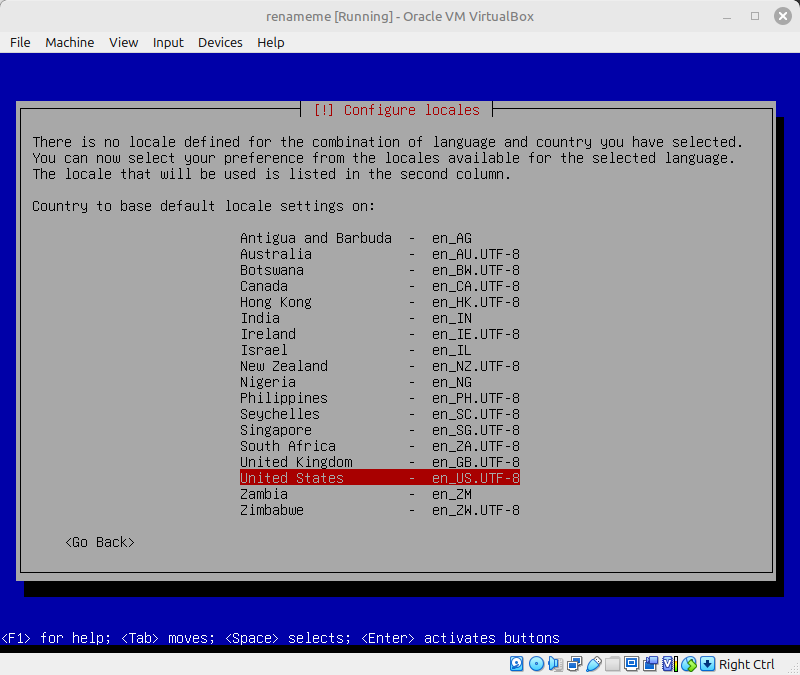 renameme [Running] - Oracle VM VirtualBox
File Machine View Input Devices Help
[!] Configure locales
There is no locale defined for the combination of language and country you have selected.
You can now select your preference from the locales available for the selected language.
The locale that will be used is listed in the second column.
Country to base default locale settings on:
Antigua and Barbuda - en_AG
Australia - en_AU.UTF-8
Botswana - en_BW.UTF-8
Canada - en_CA.UTF-8
Hong Kong - en_HK.UTF-8
India - en_IN
Ireland - en_IE.UTF-8
Israel - en_IL
New Zealand - en_NZ.UTF-8
Nigeria - en_NG
Philippines - en_PH.UTF-8
Seychelles - en_SC.UTF-8
Singapore - en_SG.UTF-8
South Africa - en_ZA.UTF-8
United Kingdom - en_GB.UTF-8
United States - en_US.UTF-8
Zambia - en_ZM
Zimbabwe - en_ZW.UTF-8
<Go Back>
<F1> for help; <Tab> moves; <Space> selects; <Enter> activates buttons
Right Ctrl